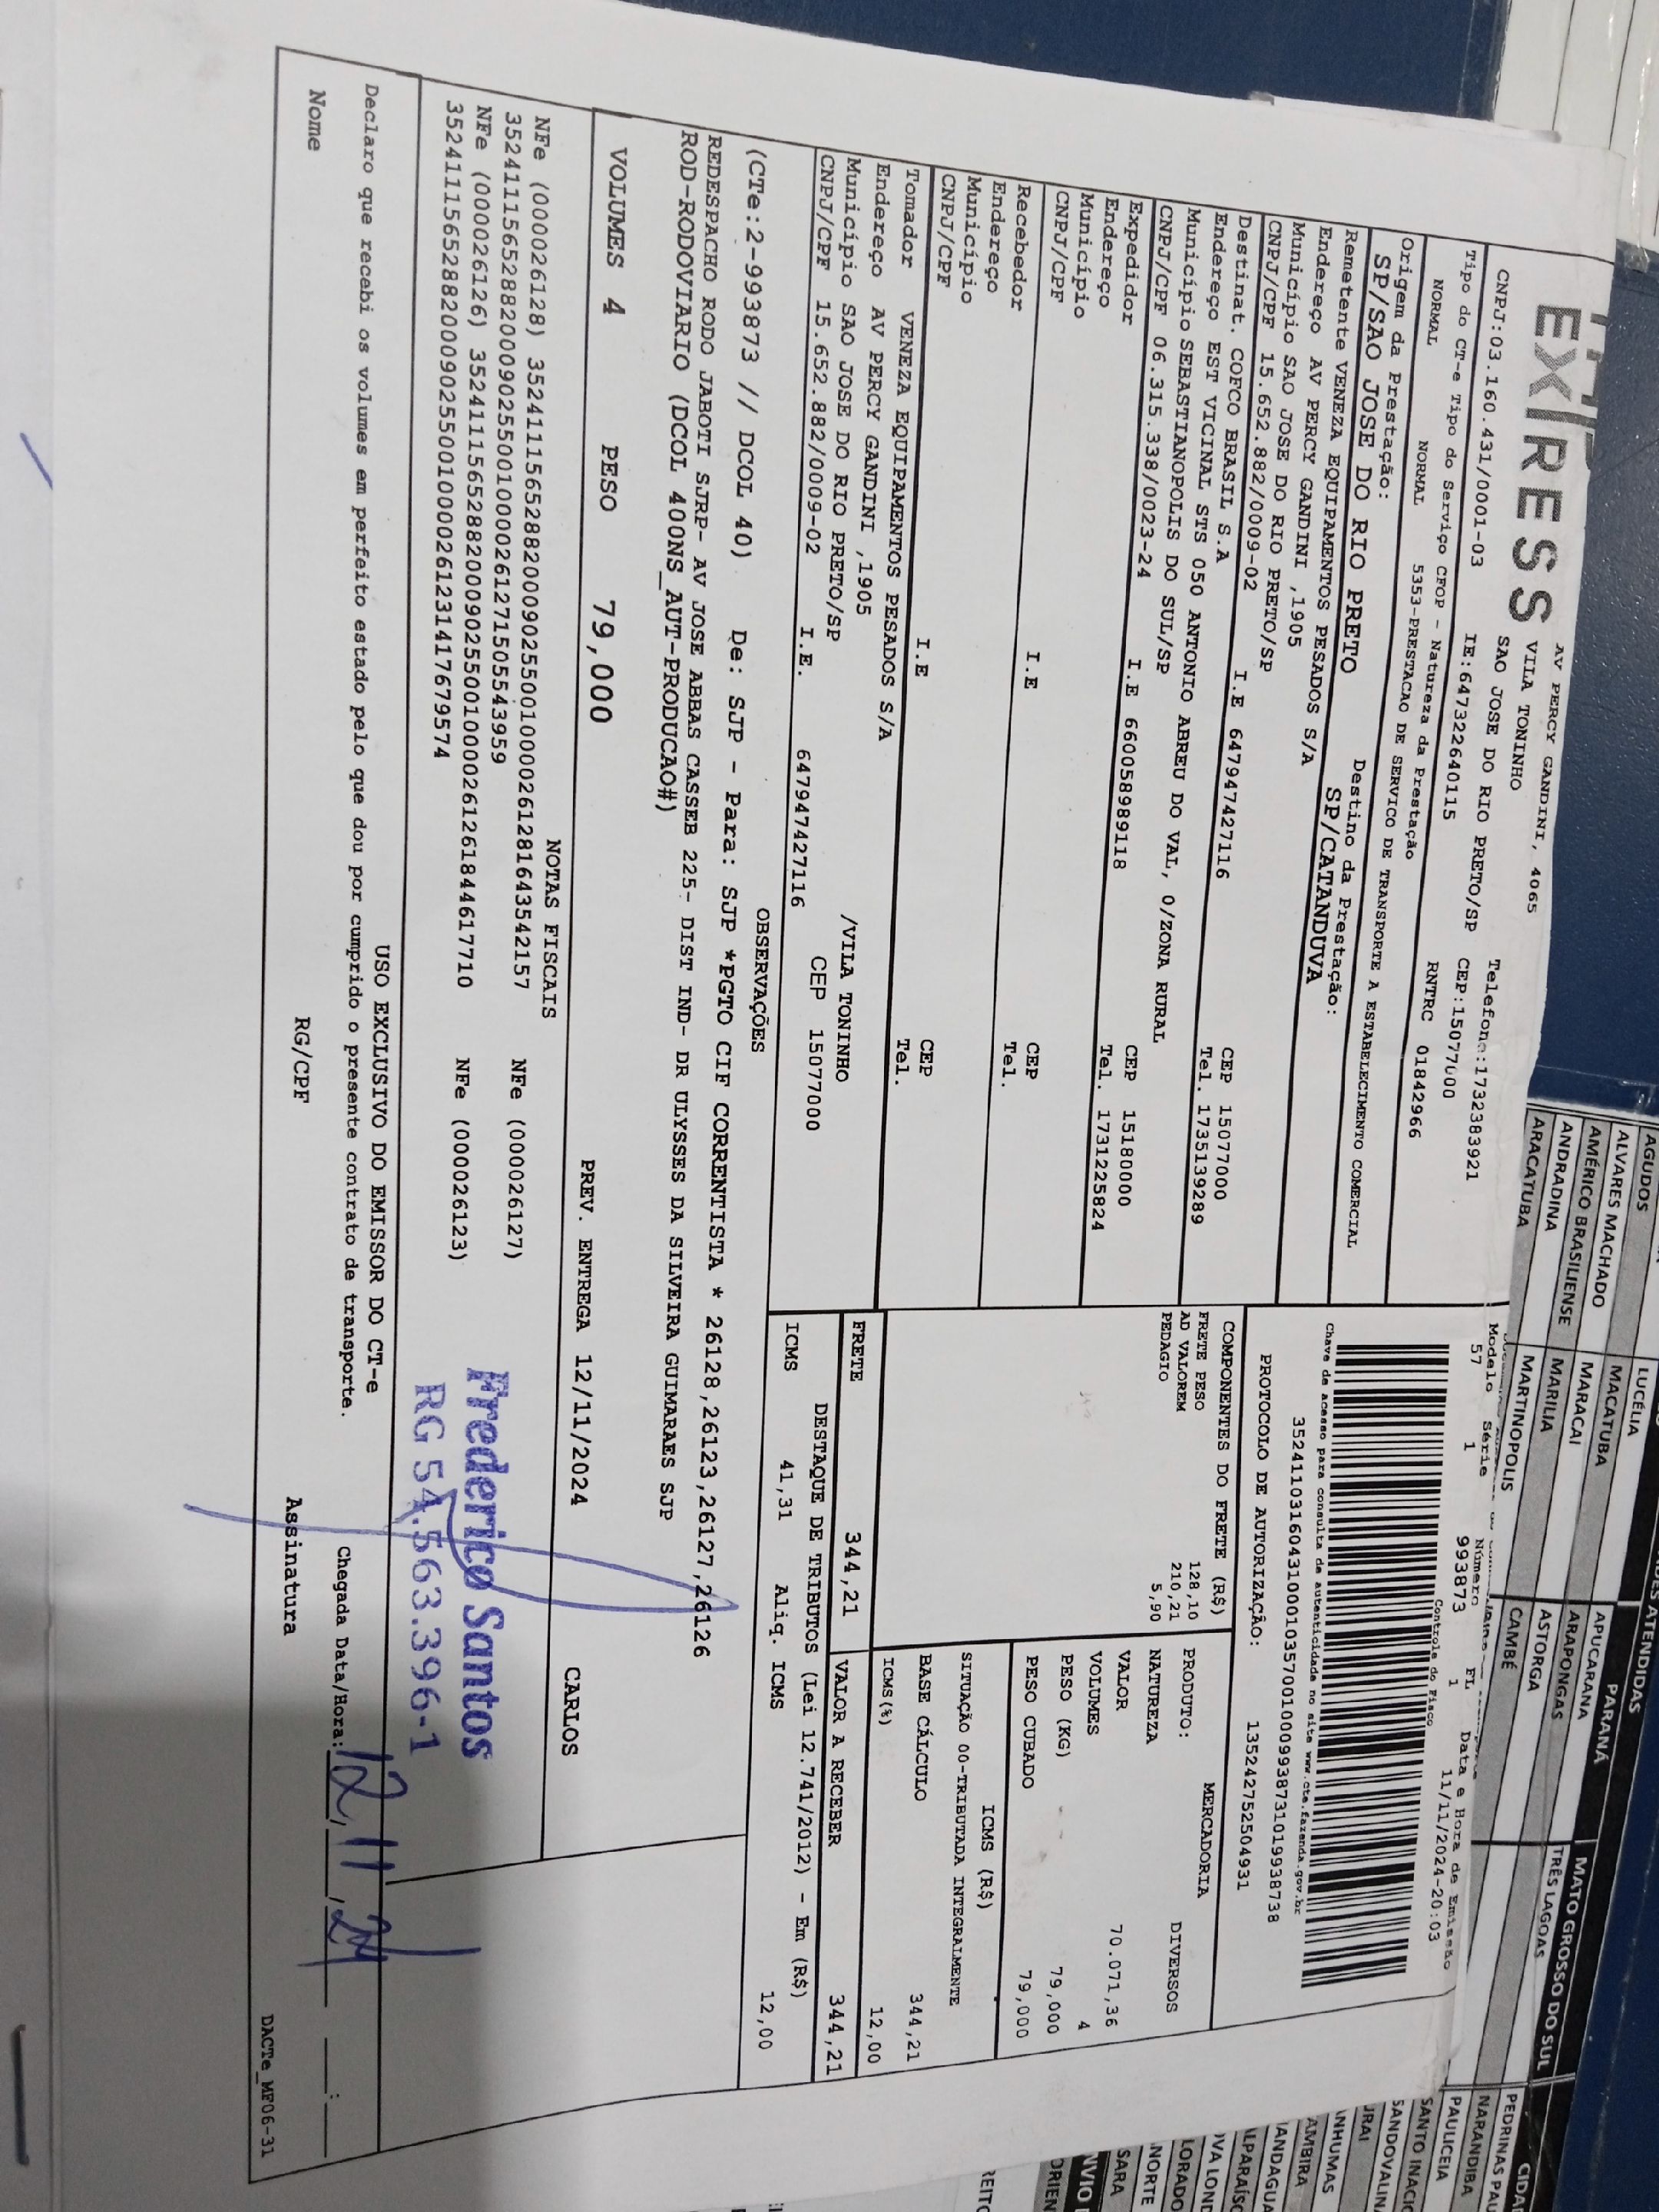 EXPRESS
AV PERCY GANDINI, 4065
VILA TONINHO
SAO JOSE DO RIO PRETO/SP
Telefone:1732383921
CNPJ:03.160.431/0001-03
IE:647322640115
CEP:15077000
Tipo do CT-e Tipo do Serviço CFOP - Natureza da Prestação
RNTRC 01842966
NORMAL NORMAL 5353-PRESTACAO DE SERVICO DE TRANSPORTE A ESTABELECIMENTO COMERCIAL
Origem da Prestação:
Destino da Prestação:
SP/SAO JOSE DO RIO PRETO
SP/CATANDUVA
Remetente VENEZA EQUIPAMENTOS PESADOS S/A
Endereço AV PERCY GANDINI ,1905
Município SAO JOSE DO RIO PRETO/SP
CEP 15077000
CNPJ/CPF 15.652.882/0009-02 I.E 647947427116
Tel. 1735139289
Destinat. COFCO BRASIL S.A
Endereço EST VICINAL STS 050 ANTONIO ABREU DO VAL, 0/ZONA RURAL
Município SEBASTIANOPOLIS DO SUL/SP
CEP 15180000
CNPJ/CPF 06.315.338/0023-24 I.E 660058989118
Tel. 1731225824
Expedidor
Endereço
Município
CEP
CNPJ/CPF I.E
Tel.
Recebedor
Endereço
Município
CEP
CNPJ/CPF I.E
Tel.
Tomador VENEZA EQUIPAMENTOS PESADOS S/A
Endereço AV PERCY GANDINI ,1905
/VILA TONINHO
Município SAO JOSE DO RIO PRETO/SP
CEP 15077000
CNPJ/CPF 15.652.882/0009-02 I.E. 647947427116
Modelo Série Número FL Data e Hora de Emissão
57 1 993873 1 11/11/2024-20:03
Controle do Fisco
Chave de acesso para consulta de autenticidade no site www.cte.fazenda.gov.br
35241103160431000103570010009938731019938738
PROTOCOLO DE AUTORIZAÇÃO: 135242752504931
COMPONENTES DO FRETE (R$)
FRETE PESO 128,10
AD VALOREM 210,21
PEDAGIO 5,90
MERCADORIA
PRODUTO: DIVERSOS
NATUREZA
VALOR 70.071,36
VOLUMES 4
PESO (KG) 79,000
PESO CUBADO 79,000
ICMS (R$)
SITUAÇÃO 00-TRIBUTADA INTEGRALMENTE
BASE CÁLCULO 344,21
ICMS(%) 12,00
FRETE 344,21
VALOR A RECEBER 344,21
DESTAQUE DE TRIBUTOS (Lei 12.741/2012) - Em (R$)
ICMS 41,31 Aliq. ICMS 12,00
OBSERVAÇÕES
(CTe:2-993873 // DCOL 40) De: SJP - Para: SJP *PGTO CIF CORRENTISTA * 26128,26123,26127,26126
REDESPACHO RODO JABOTI SJRP- AV JOSE ABBAS CASSEB 225- DIST IND- DR ULYSSES DA SILVEIRA GUIMARAES SJP
ROD-RODOVIARIO (DCOL 400NS_AUT-PRODUCAO#)
VOLUMES 4 PESO 79,000 PREV. ENTREGA 12/11/2024 CARLOS
NOTAS FISCAIS
NFe (000026128) 35241115652882000902550010000261281643542157 NFe (000026127)
35241115652882000902550010000261271505543959
NFe (000026126) 35241115652882000902550010000261261844617710 NFe (000026123)
35241115652882000902550010000261231417679574
Frederico Santos
RG 54.563.396-1
USO EXCLUSIVO DO EMISSOR DO CT-e
Declaro que recebi os volumes em perfeito estado pelo que dou por cumprido o presente contrato de transporte.
Chegada Data/Hora: 12/11/24
Nome RG/CPF Assinatura
DACTe_MF06-31
CIDADES ATENDIDAS
PARANÁ
MATO GROSSO DO SUL
AGUDOS LUCÉLIA
ALVARES MACHADO MACATUBA APUCARANA TRÊS LAGOAS
AMÉRICO BRASILIENSE MARACAI ARAPONGAS
ANDRADINA MARILIA ASTORGA
ARACATUBA MARTINOPOLIS CAMBÉ
NARANDIBA
PAULICEIA